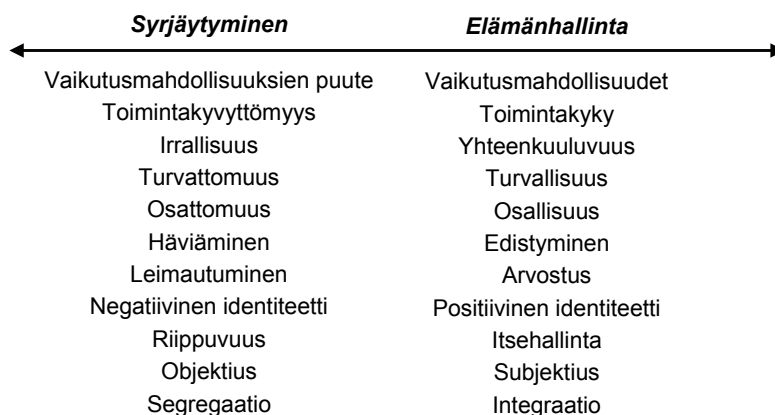 Syrjäytyminen Elämänhallinta
Vaikutusmahdollisuuksien puute Vaikutusmahdollisuudet
Toimintakyvyttömyys Toimintakyky
Irrallisuus Yhteenkuuluvuus
Turvattomuus Turvallisuus
Osattomuus Osallisuus
Häviäminen Edistyminen
Leimautuminen Arvostus
Negatiivinen identiteetti Positiivinen identiteetti
Riippuvuus Itsehallinta
Objektius Subjektius
Segregaatio Integraatio